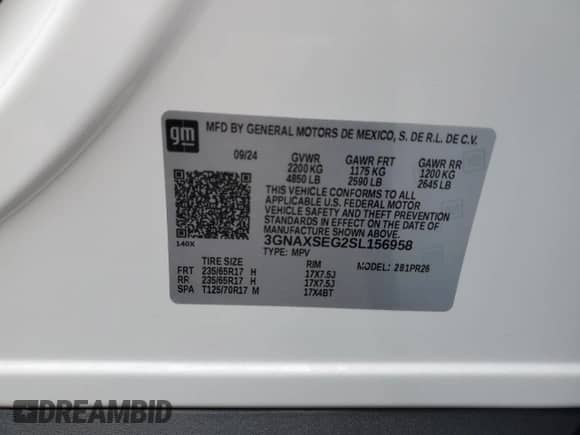 gm
MFD BY GENERAL MOTORS DE MEXICO, S. DE R.L. DE C.V.
09/24 GVWR GAWR FRT GAWR RR
2200 KG 1175 KG 1200 KG
4850 LB 2590 LB 2645 LB
THIS VEHICLE CONFORMS TO ALL
APPLICABLE U.S. FEDERAL MOTOR
VEHICLE SAFETY AND THEFT PREVENTION
STANDARDS IN EFFECT ON THE DATE OF
MANUFACTURE SHOWN ABOVE.
3GNAXSEG2SL156958
140X TYPE: MPV
TIRE SIZE RIM MODEL: 281PR26
FRT 235/65R17 H 17X7.5J
RR 235/65R17 H 17X7.5J
SPA T125/70R17 M 17X4BT
DREAMBID